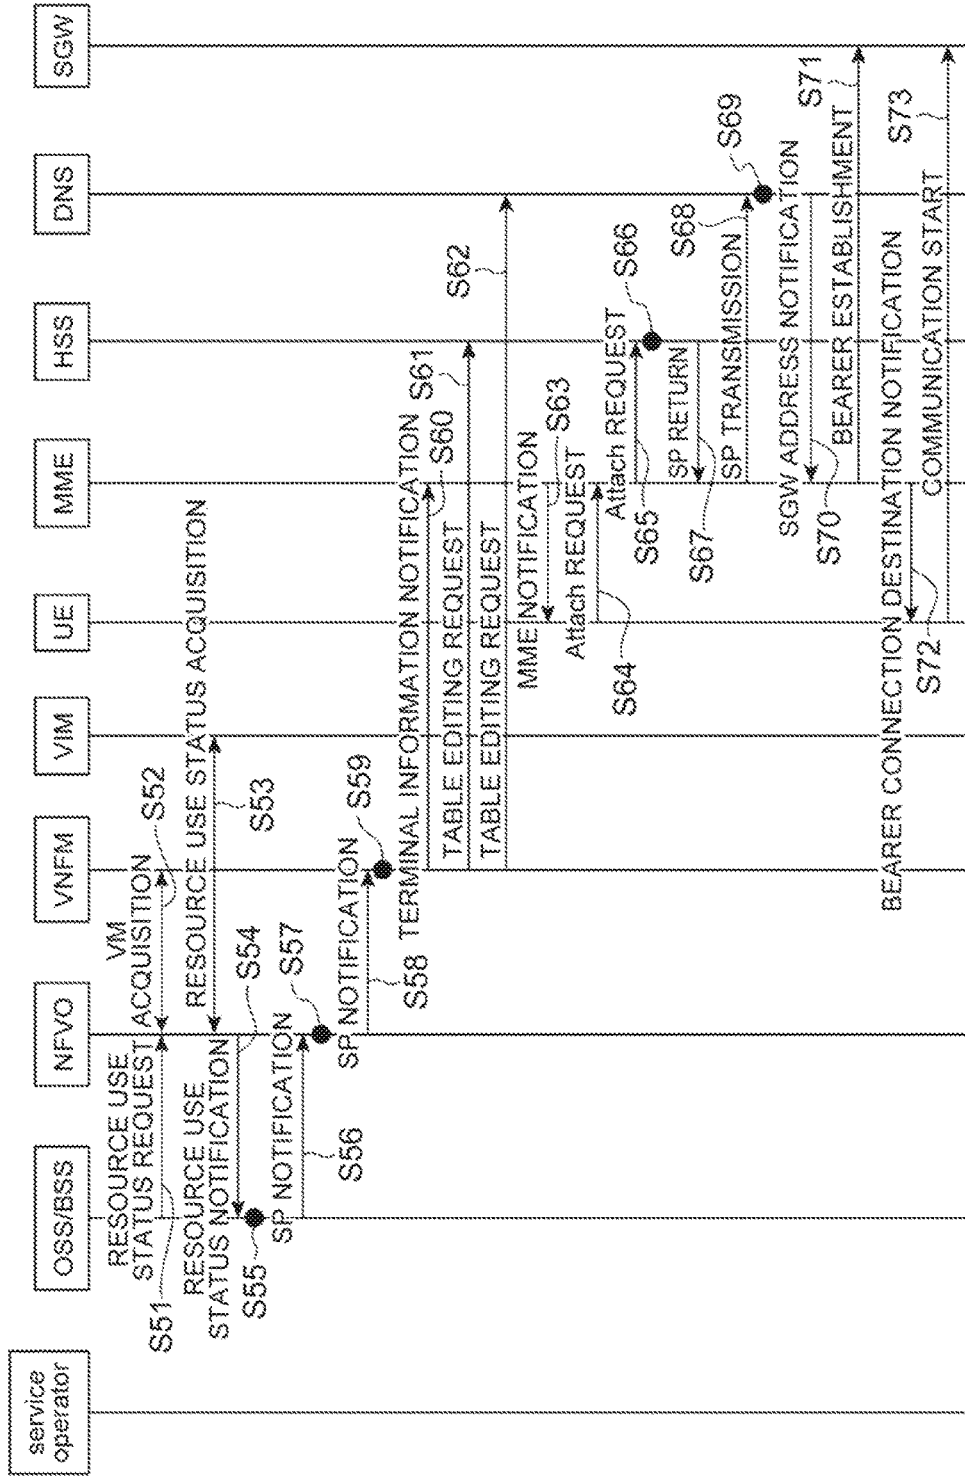 service
operator
OSS/BSS
NFVO
VNFM
VIM
UE
MME
HSS
DNS
SGW
RESOURCE USE
STATUS REQUEST
S51
VM
ACQUISITION
S52
RESOURCE USE STATUS ACQUISITION
S53
RESOURCE USE
STATUS NOTIFICATION
S54
S55
SP NOTIFICATION
S56
S57
SP NOTIFICATION
S58
S59
TERMINAL INFORMATION NOTIFICATION
S60
TABLE EDITING REQUEST
S61
TABLE EDITING REQUEST
S62
MME NOTIFICATION
S63
Attach REQUEST
S64
Attach REQUEST
S65
S66
SP RETURN
S67
SP TRANSMISSION
S68
S69
SGW ADDRESS NOTIFICATION
S70
BEARER ESTABLISHMENT
S71
BEARER CONNECTION DESTINATION NOTIFICATION
S72
COMMUNICATION START
S73